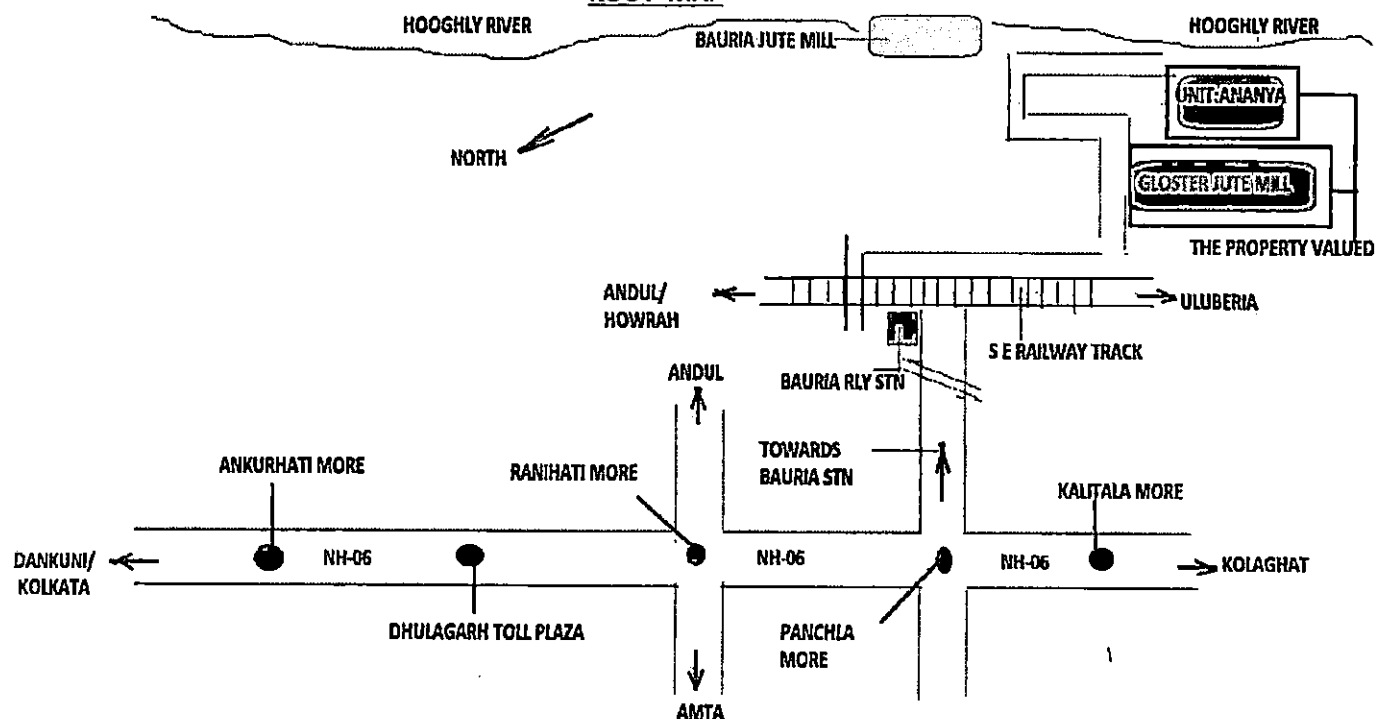 HOOGHLY RIVER
BAURIA JUTE MILL
HOOGHLY RIVER
UNIT:ANANYA
NORTH
GLOSTER JUTE MILL
THE PROPERTY VALUED
ANDUL/
HOWRAH
ULUBERIA
S E RAILWAY TRACK
BAURIA RLY STN
ANDUL
ANKURHATI MORE
RANIHATI MORE
TOWARDS
BAURIA STN
KALITALA MORE
DANKUNI/
KOLKATA
NH-06
NH-06
NH-06
KOLAGHAT
DHULAGARH TOLL PLAZA
PANCHLA
MORE
AMTA